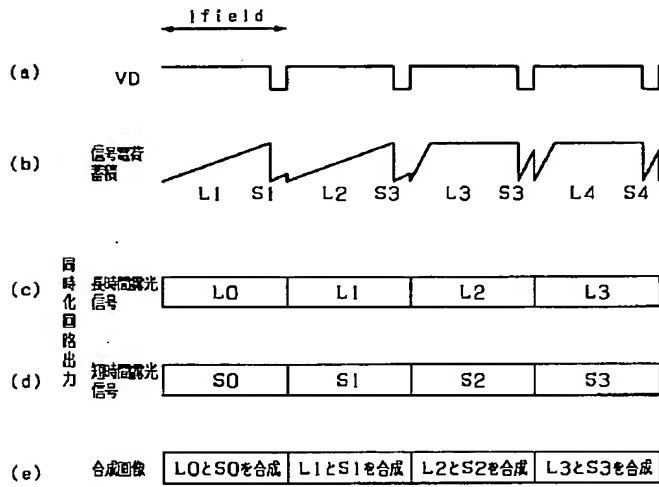 1field
(a) VD
(b) 信号電荷
蓄積
L1 S1 L2 S3 L3 S3 L4 S4
同時化回路出力
(c) 長時間露光
信号
L0 L1 L2 L3
(d) 短時間露光
信号
S0 S1 S2 S3
(e) 合成画像 L0とS0を合成 L1とS1を合成 L2とS2を合成 L3とS3を合成